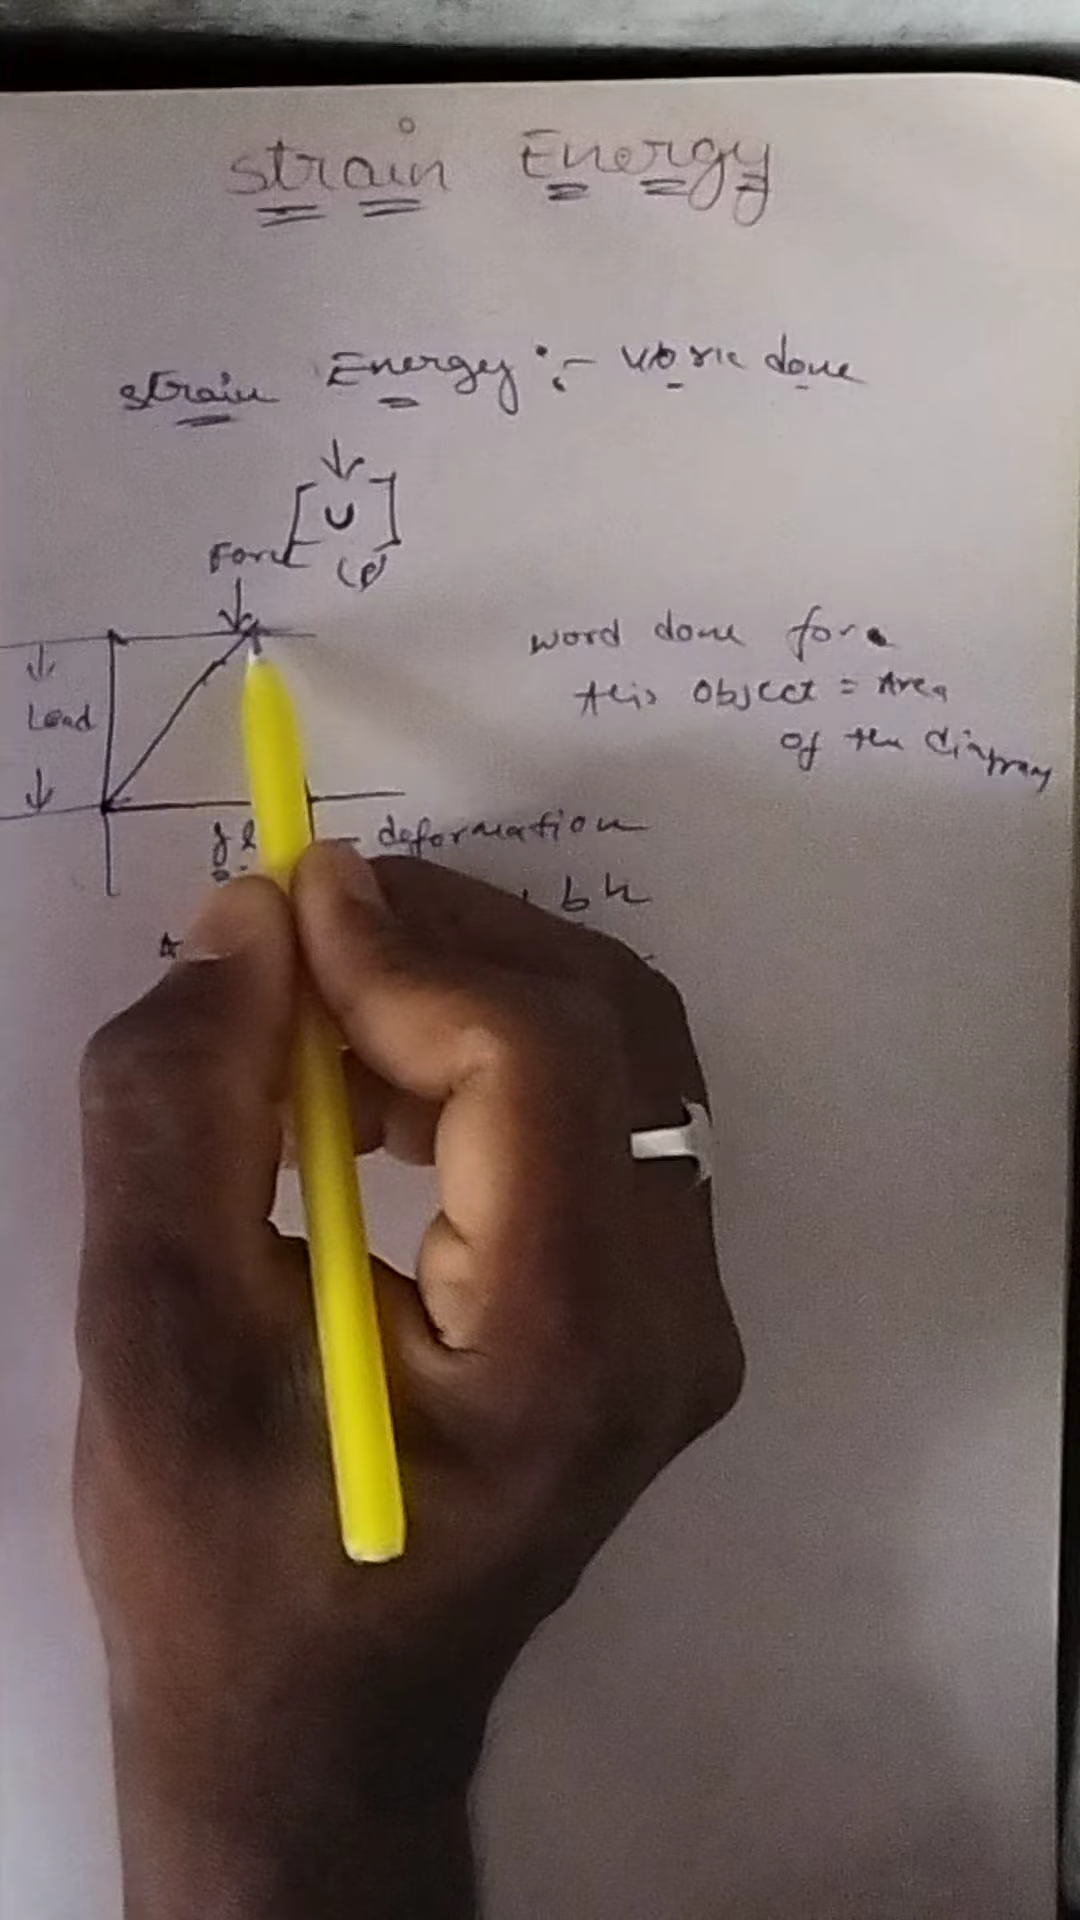 strain Energy
strain Energy :- work done
[U]
Force (P)
word done for
this Object = Area
of the diagram
Load
δl — deformation
bh